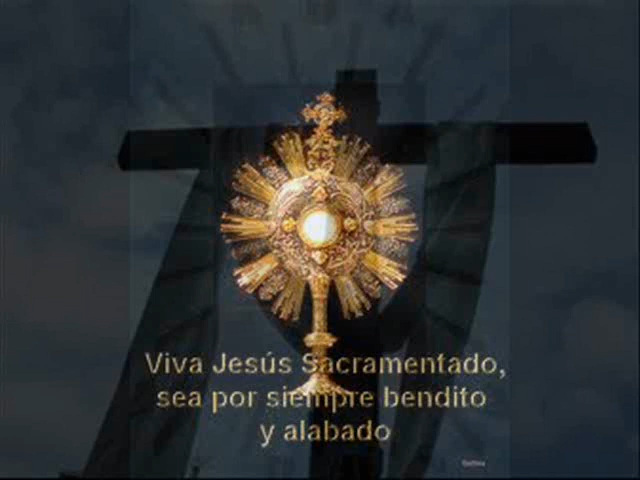 Viva Jesús Sacramentado,
sea por siempre bendito
y alabado